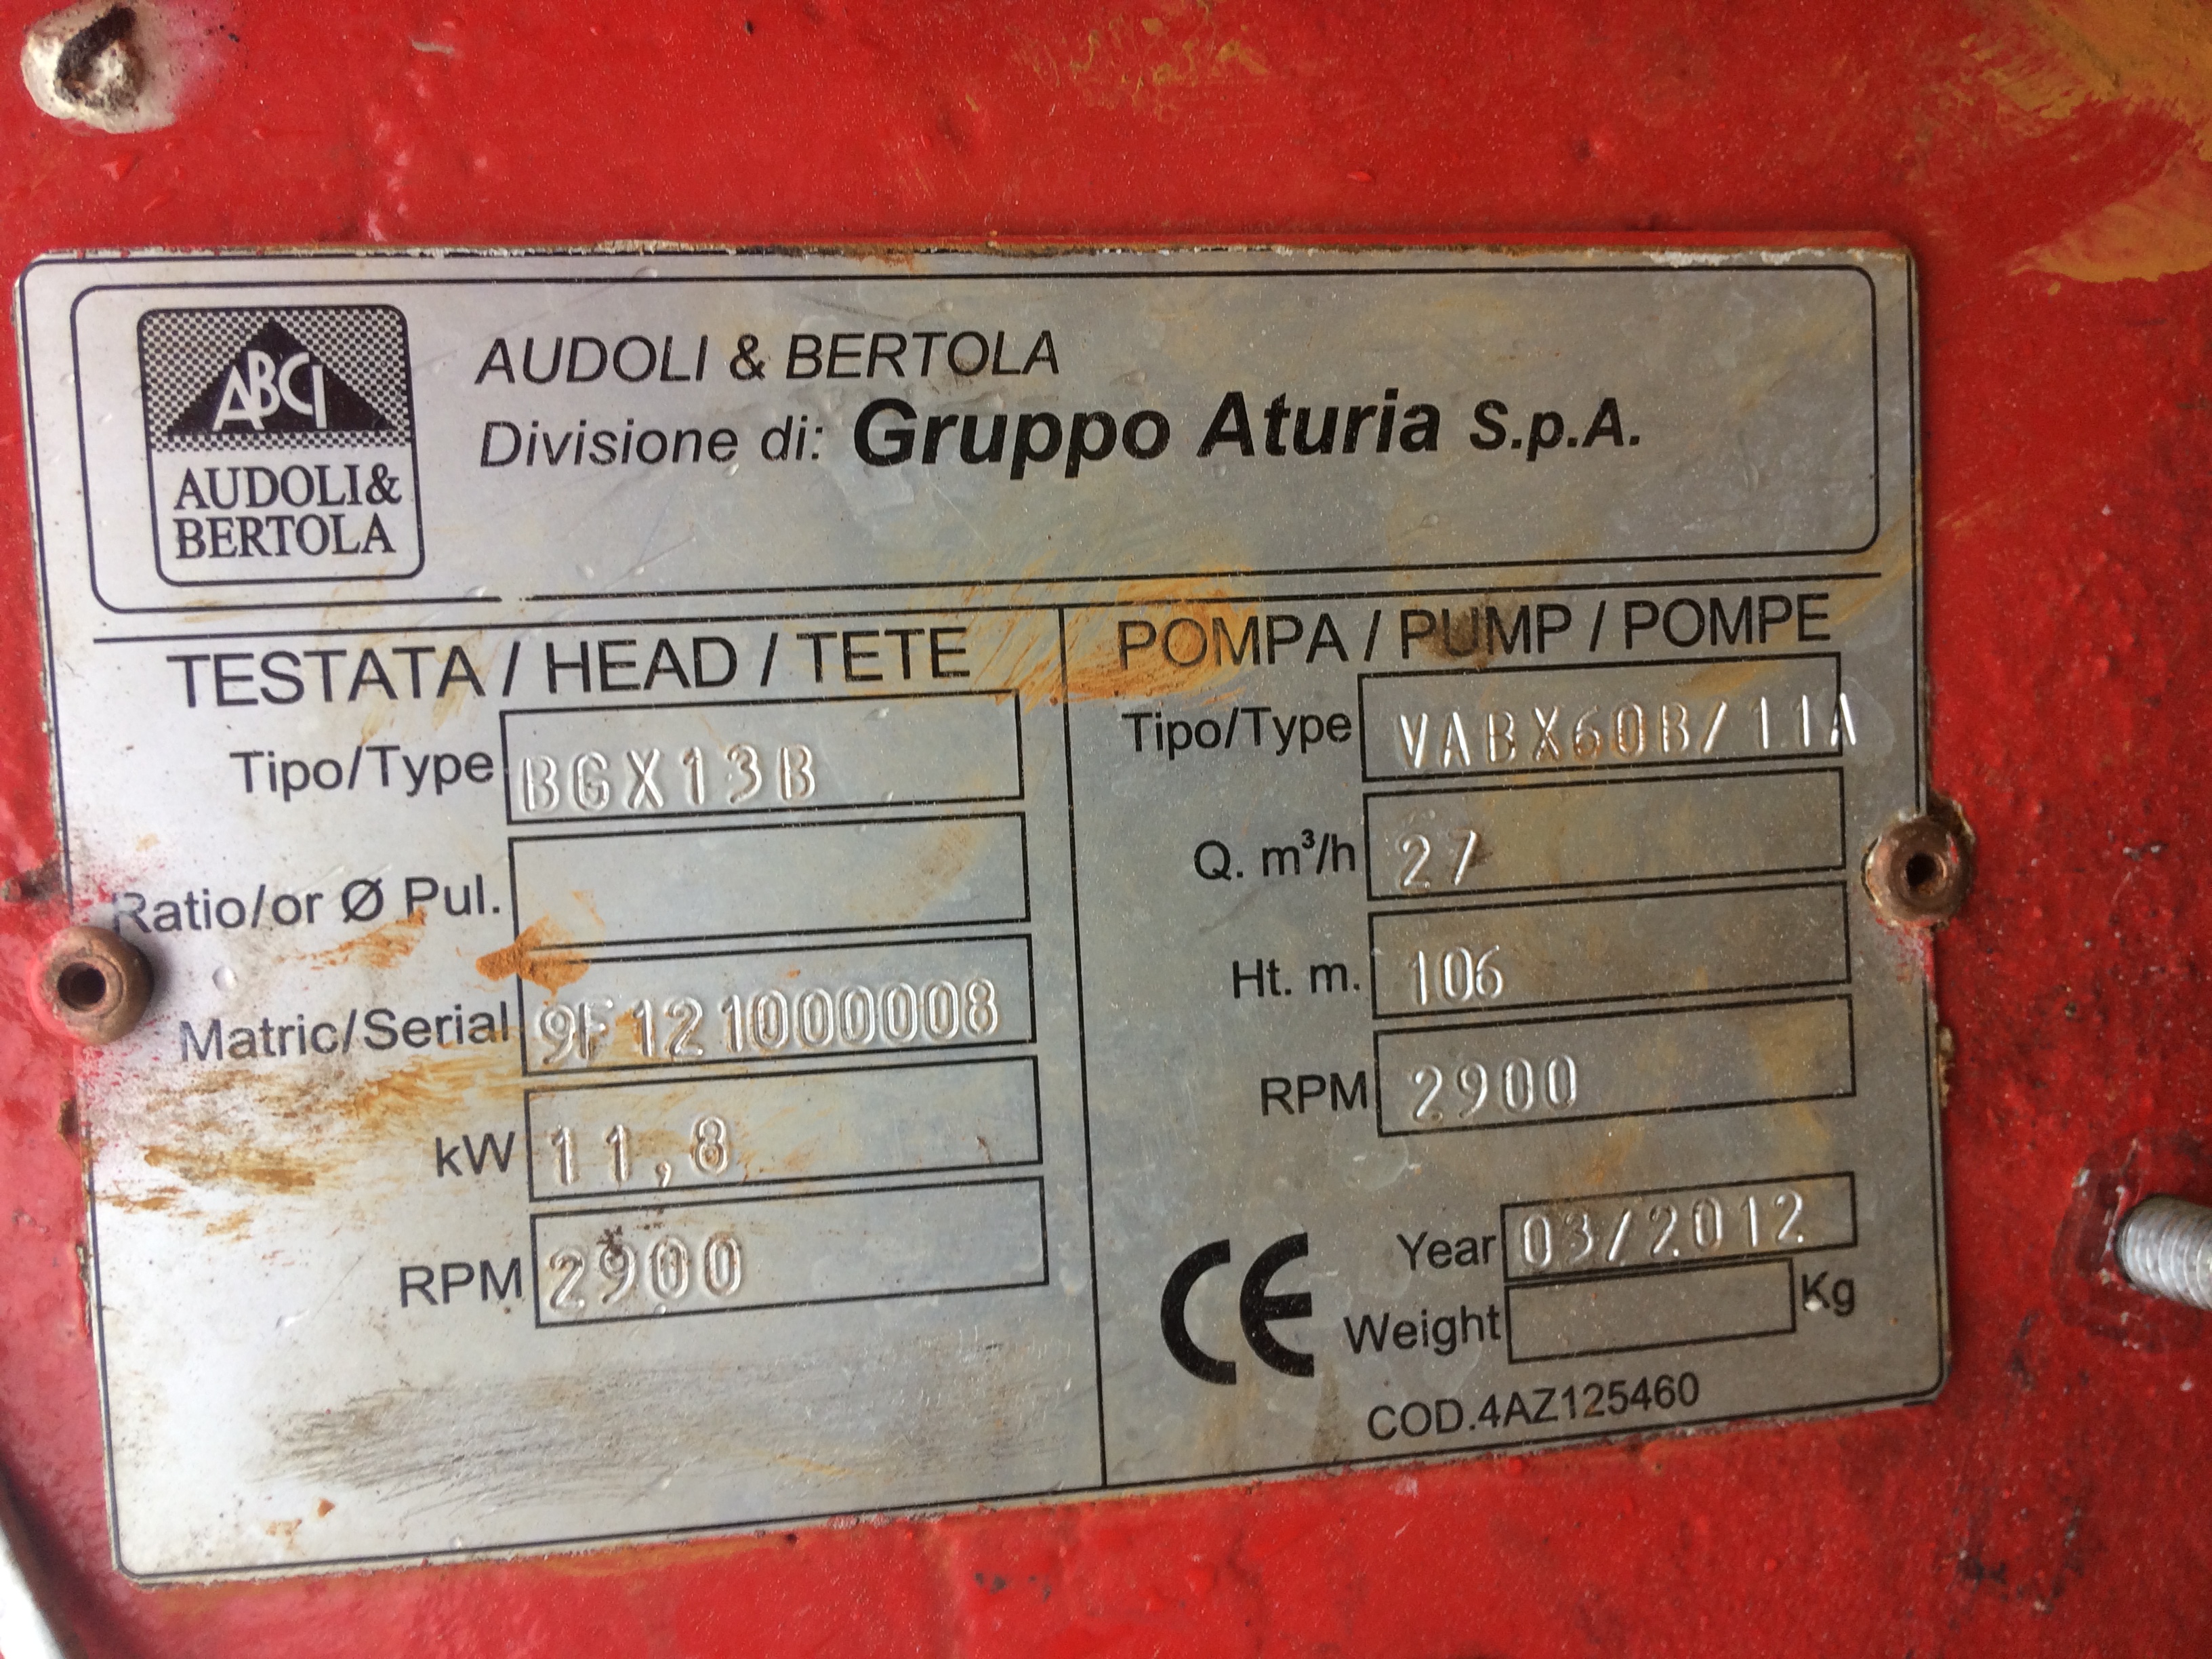 ABCI
AUDOLI&
BERTOLA
AUDOLI & BERTOLA
Divisione di: Gruppo Aturia S.p.A.
TESTATA / HEAD / TETE
Tipo/Type BGX13B
Ratio/or Ø Pul.
Matric/Serial 9F121000008
kW 11,8
RPM 2900
POMPA / PUMP / POMPE
Tipo/Type VABX60B/11A
Q. m³/h 27
Ht. m. 106
RPM 2900
CE
Year 03/2012
Weight Kg
COD.4AZ125460